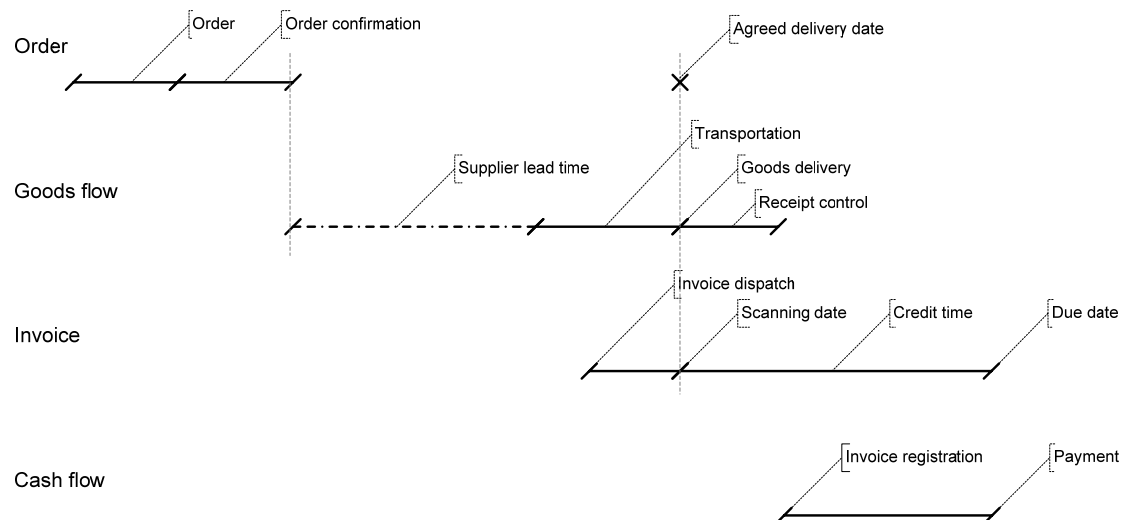 Order
Order
Order confirmation
Agreed delivery date
Goods flow
Supplier lead time
Transportation
Goods delivery
Receipt control
Invoice
Invoice dispatch
Scanning date
Credit time
Due date
Cash flow
Invoice registration
Payment